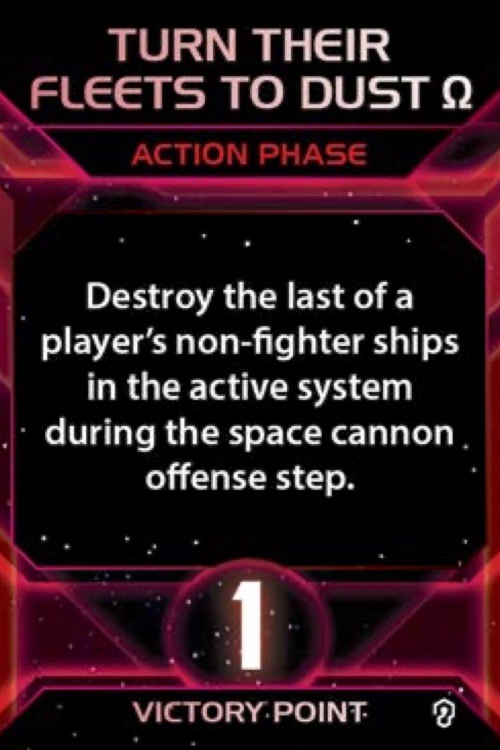 TURN THEIR
FLEETS TO DUST Ω
ACTION PHASE
Destroy the last of a
player's non-fighter ships
in the active system
during the space cannon
offense step.
1
VICTORY POINT